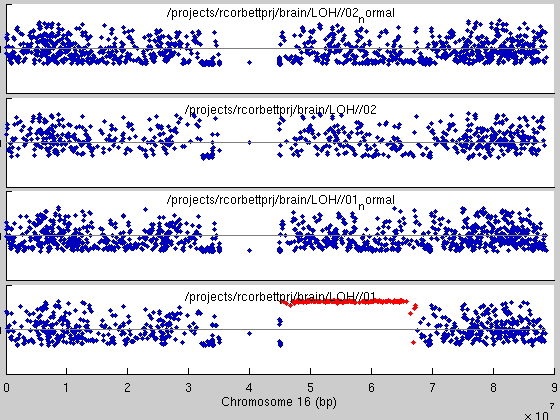 /projects/rcorbettprj/brain/LOH//02_normal
/projects/rcorbettprj/brain/LOH//02
/projects/rcorbettprj/brain/LOH//01_normal
/projects/rcorbettprj/brain/LOH//01
0 1 2 3 4 5 6 7 8 9
Chromosome 16 (bp)
× 10^7